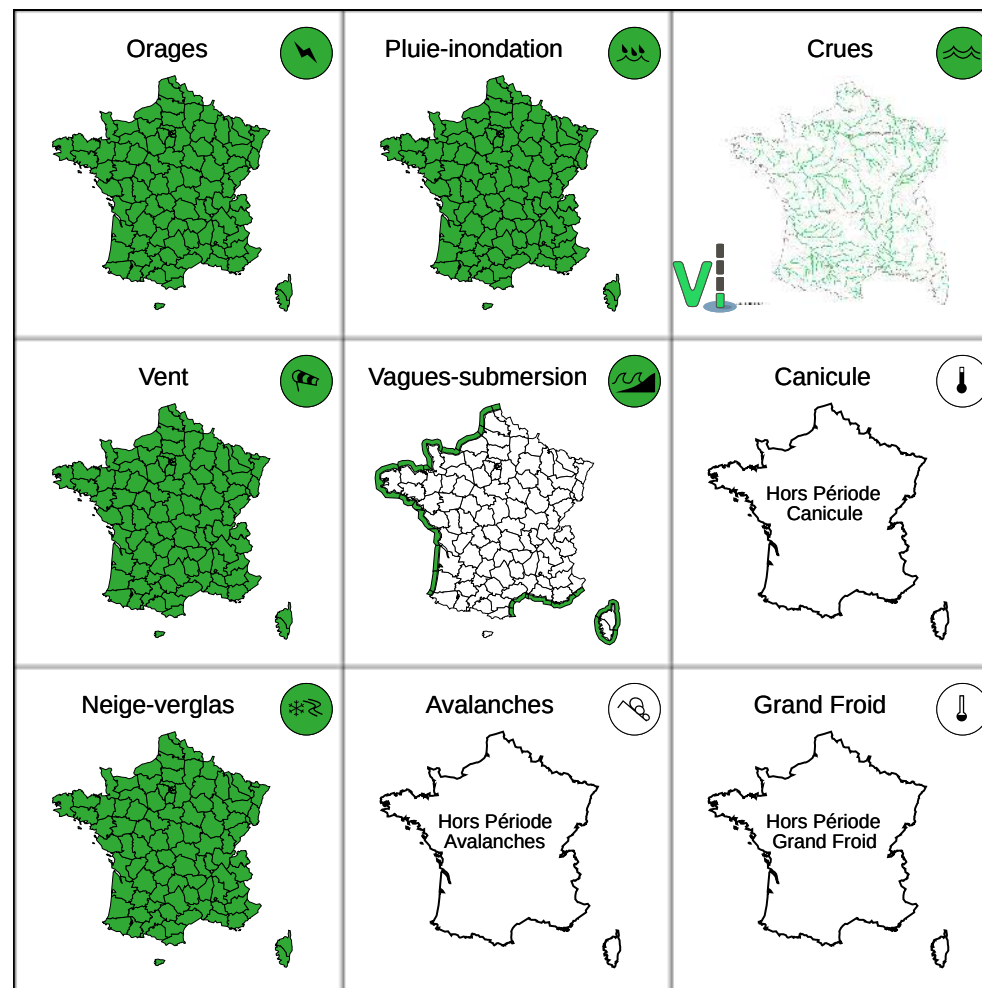 Orages
Pluie-inondation
Crues
Vent
Vagues-submersion
Canicule
Hors Période
Canicule
Neige-verglas
Avalanches
Grand Froid
Hors Période
Avalanches
Hors Période
Grand Froid